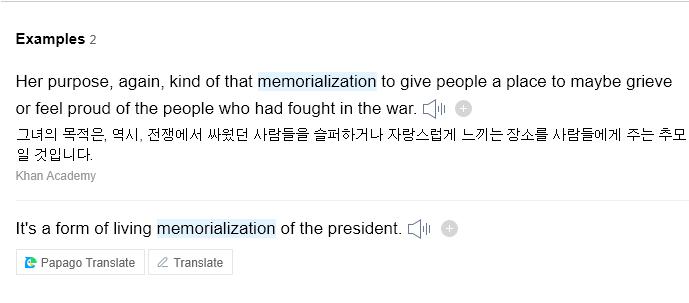 Examples 2
Her purpose, again, kind of that memorialization to give people a place to maybe grieve
or feel proud of the people who had fought in the war.
그녀의 목적은, 역시, 전쟁에서 싸웠던 사람들을 슬퍼하거나 자랑스럽게 느끼는 장소를 사람들에게 주는 추모
일 것입니다.
Khan Academy
It's a form of living memorialization of the president.
Papago Translate Translate